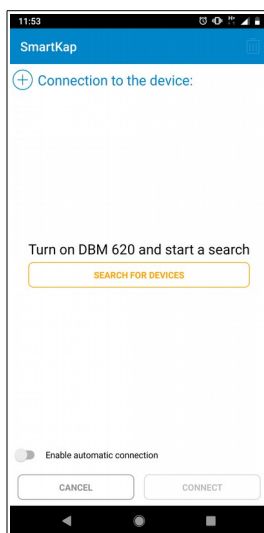 11:53
SmartKap
Connection to the device:
Turn on DBM 620 and start a search
SEARCH FOR DEVICES
Enable automatic connection
CANCEL
CONNECT